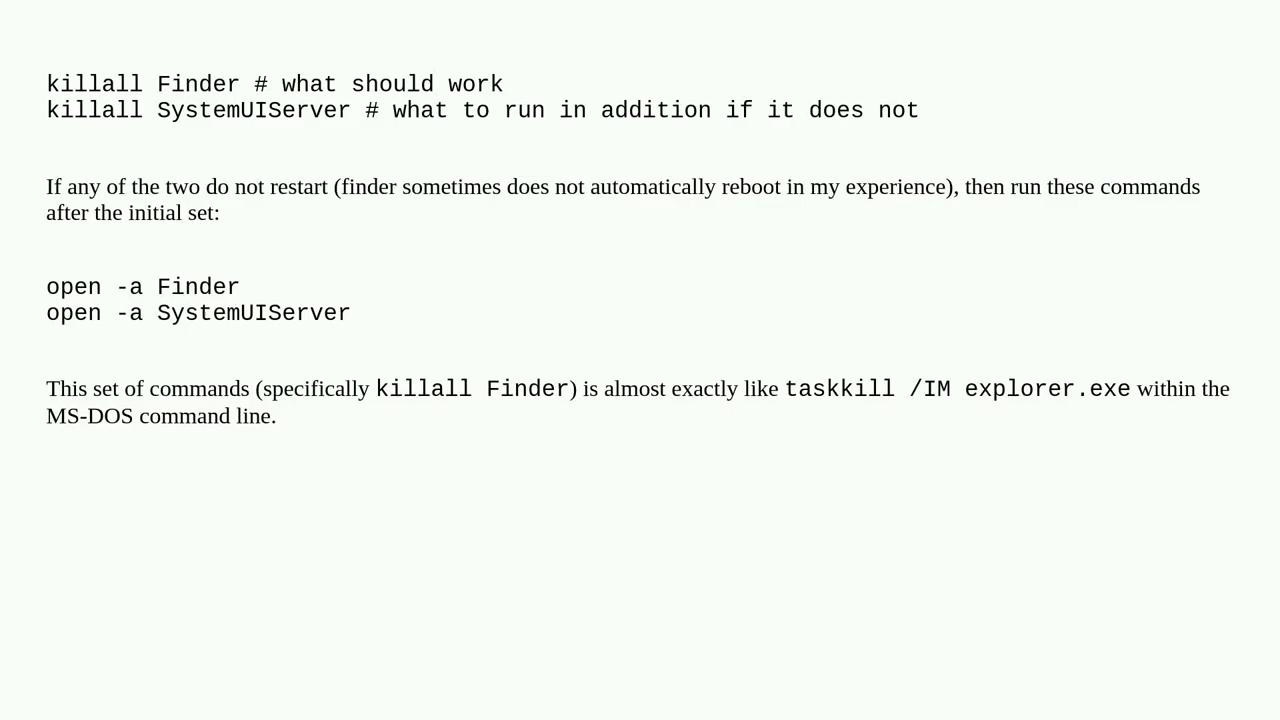 killall Finder # what should work
killall SystemUIServer # what to run in addition if it does not
If any of the two do not restart (finder sometimes does not automatically reboot in my experience), then run these commands
after the initial set:
open -a Finder
open -a SystemUIServer
This set of commands (specifically killall Finder) is almost exactly like taskkill /IM explorer.exe within the
MS-DOS command line.